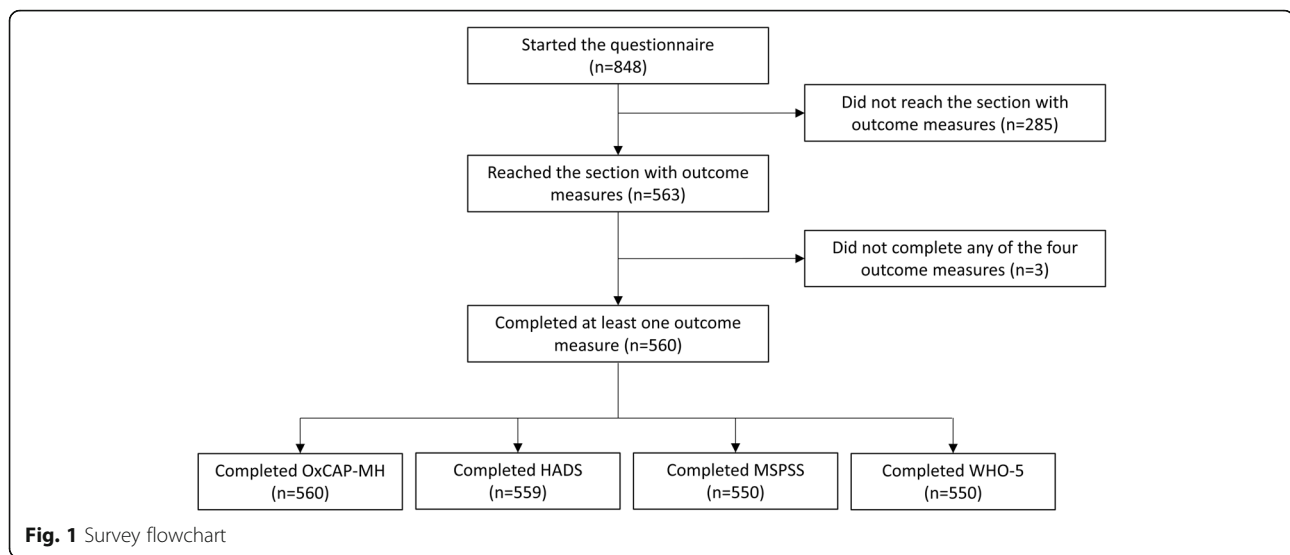 Started the questionnaire
(n=848)
Did not reach the section with
outcome measures (n=285)
Reached the section with outcome
measures (n=563)
Did not complete any of the four
outcome measures (n=3)
Completed at least one outcome
measure (n=560)
Completed OxCAP-MH
(n=560)
Completed HADS
(n=559)
Completed MSPSS
(n=550)
Completed WHO-5
(n=550)
Fig. 1 Survey flowchart